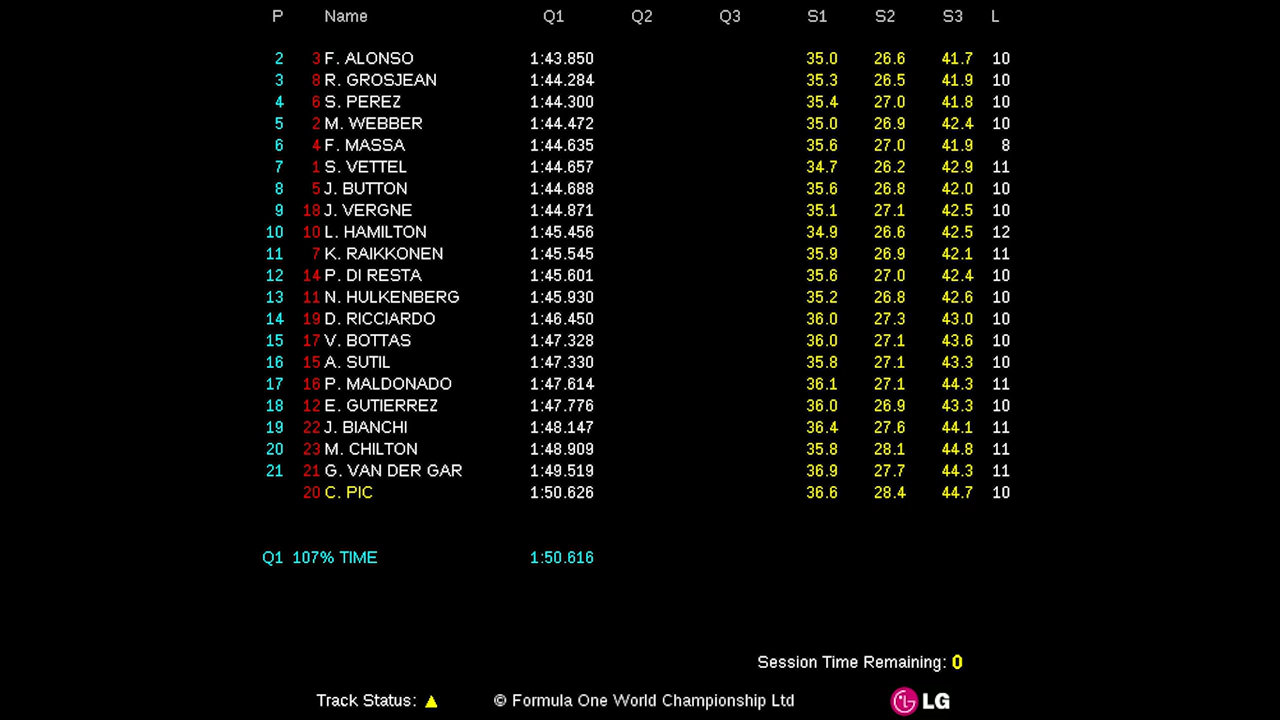 P Name Q1 Q2 Q3 S1 S2 S3 L
2 3 F. ALONSO 1:43.850 35.0 26.6 41.7 10
3 8 R. GROSJEAN 1:44.284 35.3 26.5 41.9 10
4 6 S. PEREZ 1:44.300 35.4 27.0 41.8 10
5 2 M. WEBBER 1:44.472 35.0 26.9 42.4 10
6 4 F. MASSA 1:44.635 35.6 27.0 41.9 8
7 1 S. VETTEL 1:44.657 34.7 26.2 42.9 11
8 5 J. BUTTON 1:44.688 35.6 26.8 42.0 10
9 18 J. VERGNE 1:44.871 35.1 27.1 42.5 10
10 10 L. HAMILTON 1:45.456 34.9 26.6 42.5 12
11 7 K. RAIKKONEN 1:45.545 35.9 26.9 42.1 11
12 14 P. DI RESTA 1:45.601 35.6 27.0 42.4 10
13 11 N. HULKENBERG 1:45.930 35.2 26.8 42.6 10
14 19 D. RICCIARDO 1:46.450 36.0 27.3 43.0 10
15 17 V. BOTTAS 1:47.328 36.0 27.1 43.6 10
16 15 A. SUTIL 1:47.330 35.8 27.1 43.3 10
17 16 P. MALDONADO 1:47.614 36.1 27.1 44.3 11
18 12 E. GUTIERREZ 1:47.776 36.0 26.9 43.3 10
19 22 J. BIANCHI 1:48.147 36.4 27.6 44.1 11
20 23 M. CHILTON 1:48.909 35.8 28.1 44.8 11
21 21 G. VAN DER GAR 1:49.519 36.9 27.7 44.3 11
20 C. PIC 1:50.626 36.6 28.4 44.7 10
Q1 107% TIME 1:50.616
Session Time Remaining: 0
Track Status: © Formula One World Championship Ltd LG